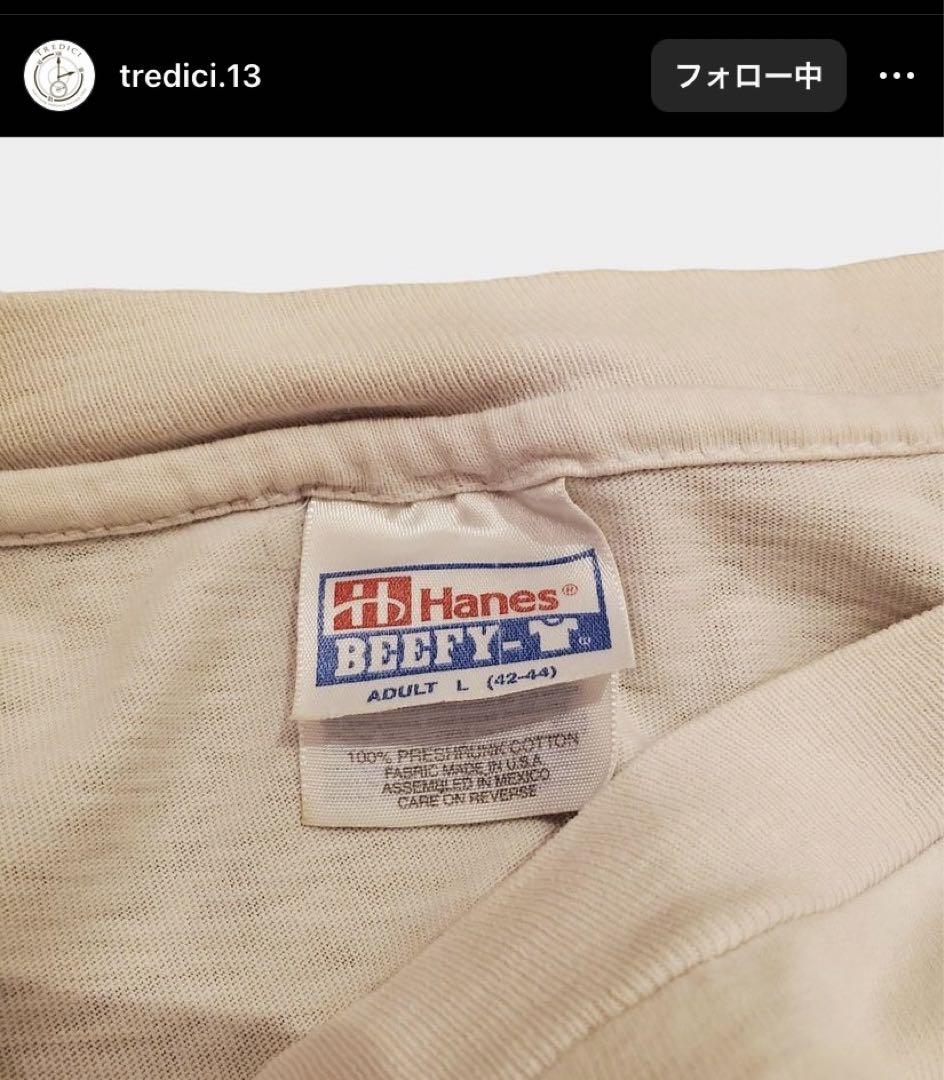 TREDICI
tredici.13
フォロー中
Hanes®
BEEFY-
ADULT L (42-44)
100% PRESHRUNK COTTON
FABRIC MADE IN U.S.A.
ASSEMBLED IN MEXICO
CARE ON REVERSE